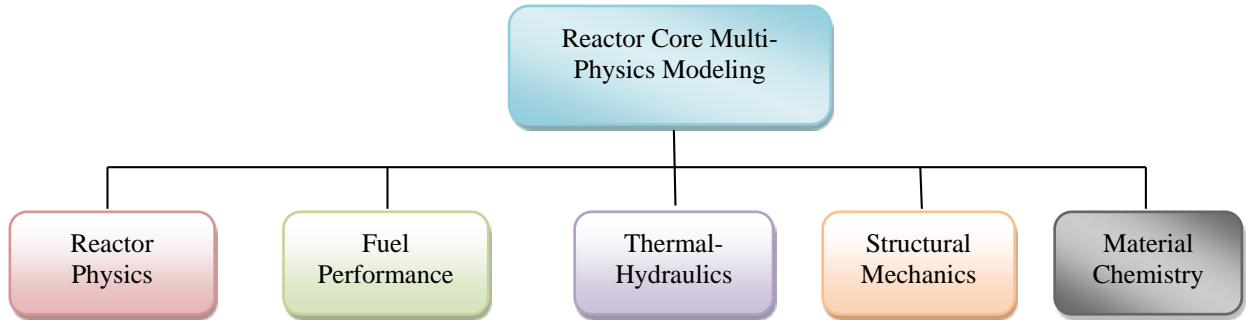 Reactor Core Multi-
Physics Modeling
Reactor
Physics
Fuel
Performance
Thermal-
Hydraulics
Structural
Mechanics
Material
Chemistry